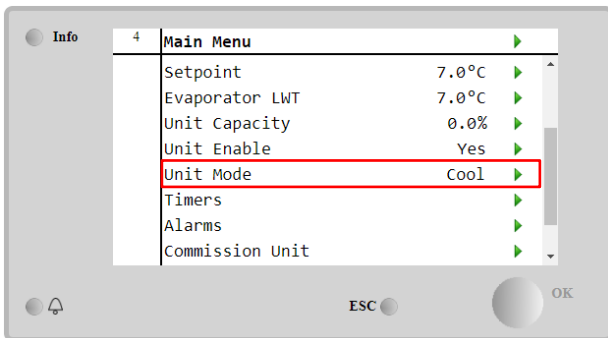 Info
4 Main Menu
Setpoint 7.0°C
Evaporator LWT 7.0°C
Unit Capacity 0.0%
Unit Enable Yes
Unit Mode Cool
Timers
Alarms
Commission Unit
ESC
OK